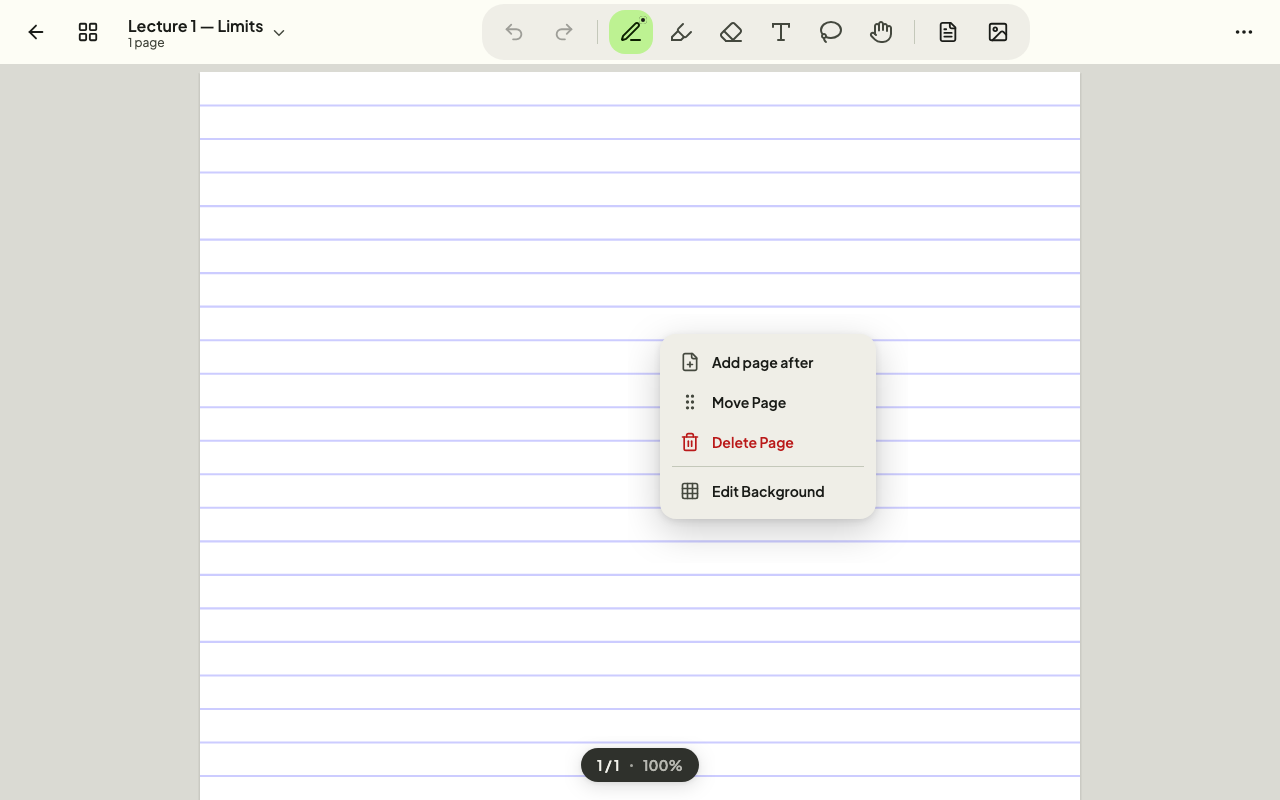 Lecture 1 — Limits
1 page
Add page after
Move Page
Delete Page
Edit Background
1 / 1 · 100%